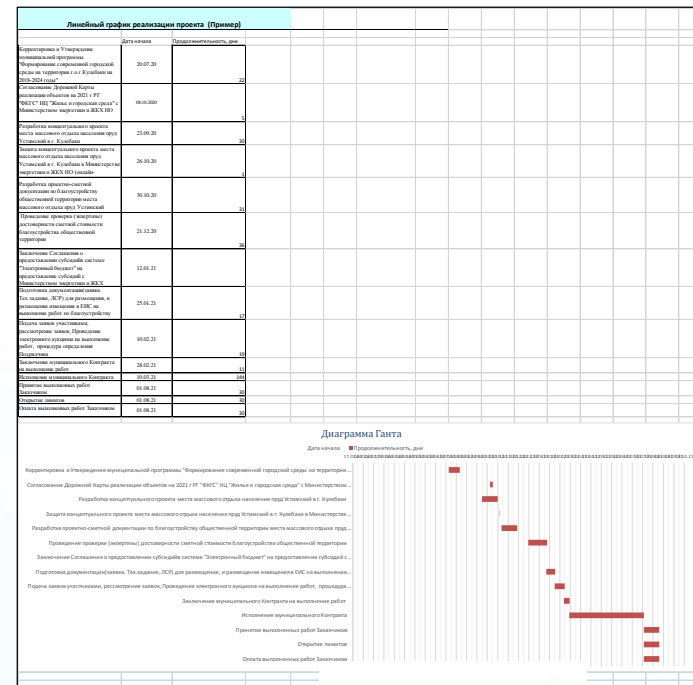 Линейный график реализации проекта (Пример)
Дата начала Продолжительность, дни
Корректировка и Утверждение
муниципальной программы
"Формирование современной городской
среды на территории г.о.г.Кулебаки на
2018-2024 годы"
20.07.20 22
Согласование Дорожной Карты
реализации объектов на 2021 г РГ
"ФКГС" НЦ "Жилье и городская среда" с
Министерством энергетики и ЖКХ НО
08.10.2020 5
Разработка концептуального проекта
места массового отдыха населения пруд
Устимский в г. Кулебаки
23.09.20 30
Защита концептуального проекта места
массового отдыха населения пруд
Устимский в г. Кулебаки в Министерстве
энергетики и ЖКХ НО (онлайн-
26.10.20 1
Разработка проектно-сметной
документации по благоустройству
общественной территории места
массового отдыха пруд Устимский
30.10.20 31
Проведение проверки (экпертизы)
достоверности сметной стоимости
благоустройства общественной
территории
21.12.20 36
Заключение Соглашения о
предоставлении субсидийв системе
"Электронный бюджет" на
предоставление субсидий с
Министерством энергетики и ЖКХ
12.01.21
Подготовка документации(заявка.
Тех.задание, ЛСР) для размещения, и
размещение извещения в ЕИС на
выполнение работ по благоустройству
25.01.21 17
Подача заявок участниками,
рассмотрение заявок, Проведение
электронного аукциона на выполнение
работ, процедура определения
Подрядчика
10.02.21 19
Заключение муниципального Контракта
на выполнение работ
28.02.21 11
Исполнение муниципального Контракта 10.03.21 144
Принятие выполненных работ
Заказчиком
01.08.21 30
Открытие лимитов 01.08.21 30
Оплата выполненных работ Заказчиком 01.08.21 30
Диаграмма Ганта
Дата начала Продолжительность, дни
Корректировка и Утверждение муниципальной программы "Формирование современной городской среды на территории…
Согласование Дорожной Карты реализации объектов на 2021 г РГ "ФКГС" НЦ "Жилье и городская среда" с Министерством…
Разработка концептуального проекта места массового отдыха населения пруд Устимский в г. Кулебаки
Защита концептуального проекта места массового отдыха населения пруд Устимский в г. Кулебаки в Министерстве…
Разработка проектно-сметной документации по благоустройству общественной территории места массового отдыха пруд…
Проведение проверки (экпертизы) достоверности сметной стоимости благоустройства общественной территории
Заключение Соглашения о предоставлении субсидийв системе "Электронный бюджет" на предоставление субсидий с…
Подготовка документации(заявка. Тех.задание, ЛСР) для размещения, и размещение извещения в ЕИС на выполнение…
Подача заявок участниками, рассмотрение заявок, Проведение электронного аукциона на выполнение работ, процедура…
Заключение муниципального Контракта на выполнение работ
Исполнение муниципального Контракта
Принятие выполненных работ Заказчиком
Открытие лимитов
Оплата выполненных работ Заказчиком